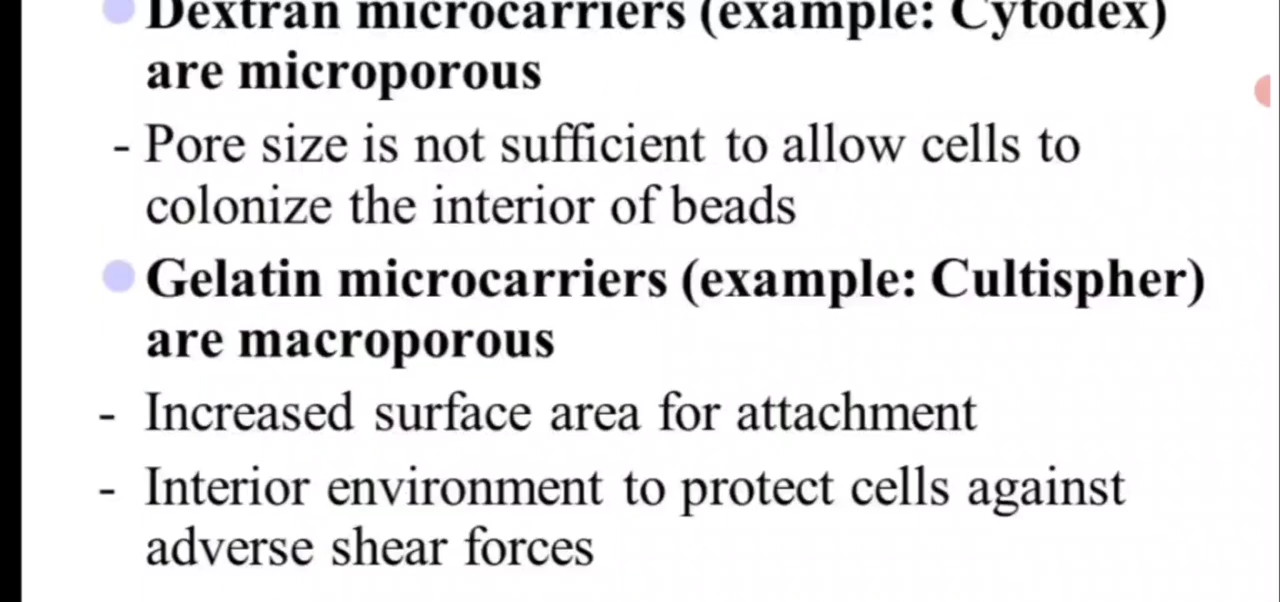 Dextran microcarriers (example: Cytodex)
are microporous
- Pore size is not sufficient to allow cells to
colonize the interior of beads
Gelatin microcarriers (example: Cultispher)
are macroporous
- Increased surface area for attachment
- Interior environment to protect cells against
adverse shear forces